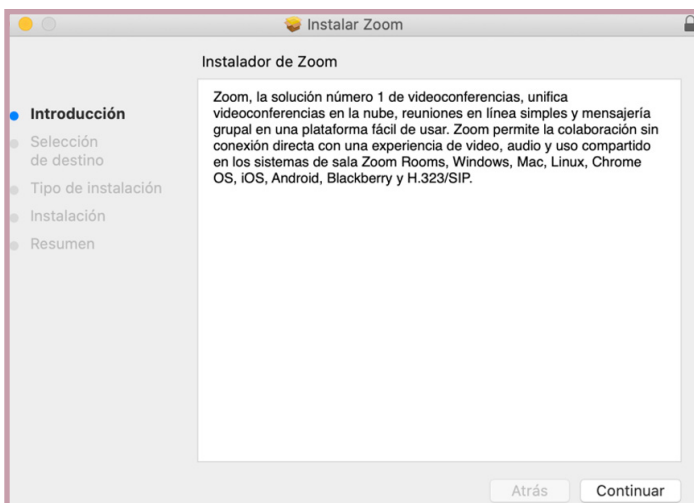 Instalar Zoom
Instalador de Zoom
Introducción
Selección
de destino
Tipo de instalación
Instalación
Resumen
Zoom, la solución número 1 de videoconferencias, unifica
videoconferencias en la nube, reuniones en línea simples y mensajería
grupal en una plataforma fácil de usar. Zoom permite la colaboración sin
conexión directa con una experiencia de video, audio y uso compartido
en los sistemas de sala Zoom Rooms, Windows, Mac, Linux, Chrome
OS, iOS, Android, Blackberry y H.323/SIP.
Atrás
Continuar